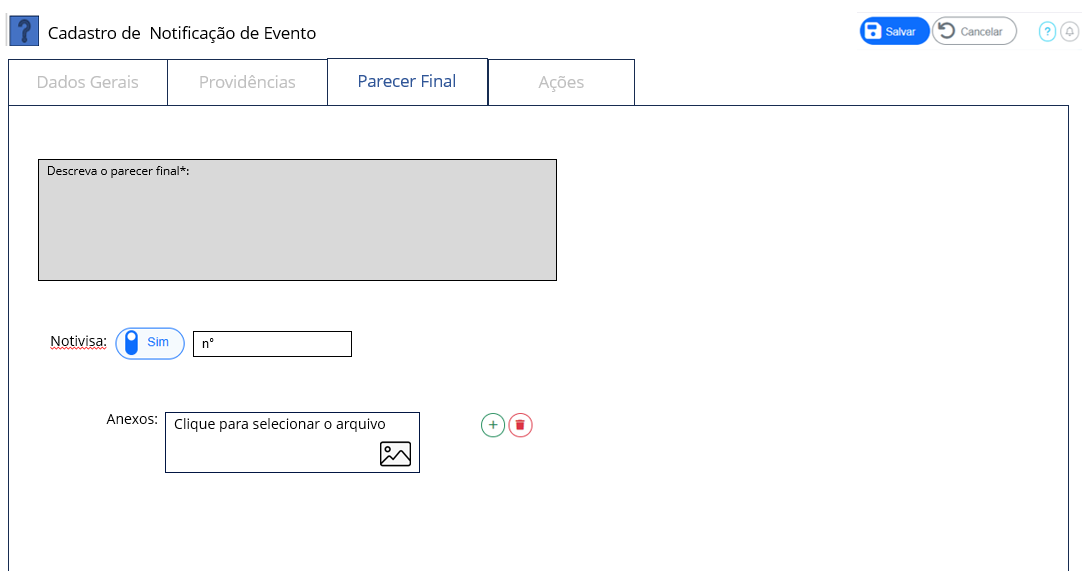 Cadastro de  Notificação de Evento
Salvar
Cancelar
?
Dados Gerais
Providências
Parecer Final
Ações
Descreva o parecer final*:
Notivisa:
Sim
n°
Anexos:
Clique para selecionar o arquivo